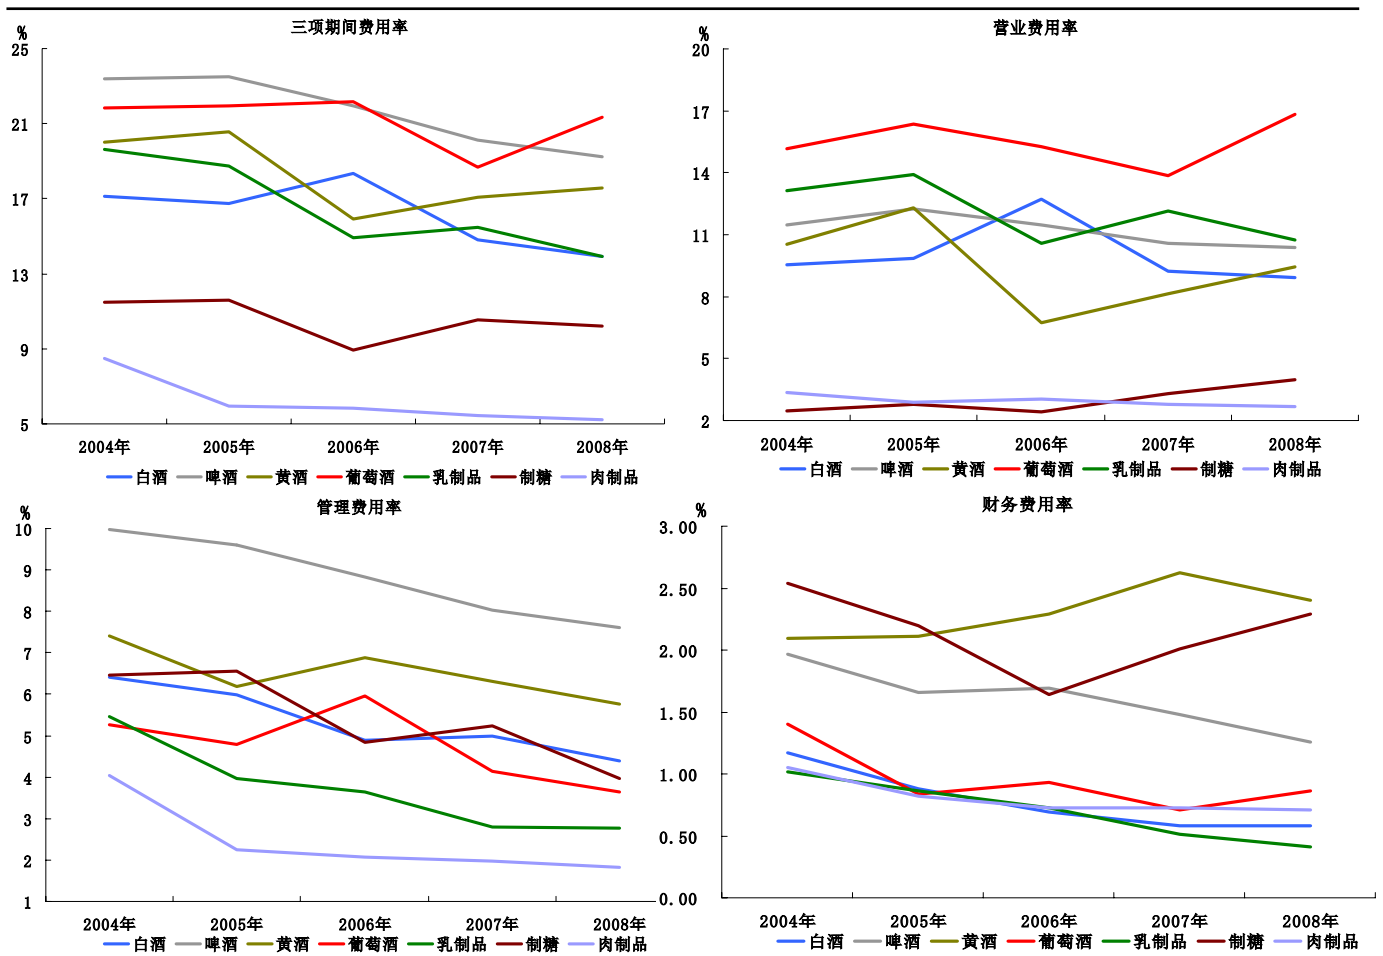 三项期间费用率
%
25
21
17
13
9
5
2004年 2005年 2006年 2007年 2008年
白酒 啤酒 黄酒 葡萄酒 乳制品 制糖 肉制品
营业费用率
%
20
17
14
11
8
5
2
2004年 2005年 2006年 2007年 2008年
白酒 啤酒 黄酒 葡萄酒 乳制品 制糖 肉制品
管理费用率
%
10
9
8
7
6
5
4
3
2
1
2004年 2005年 2006年 2007年 2008年
白酒 啤酒 黄酒 葡萄酒 乳制品 制糖 肉制品
财务费用率
%
3.00
2.50
2.00
1.50
1.00
0.50
0.00
2004年 2005年 2006年 2007年 2008年
白酒 啤酒 黄酒 葡萄酒 乳制品 制糖 肉制品